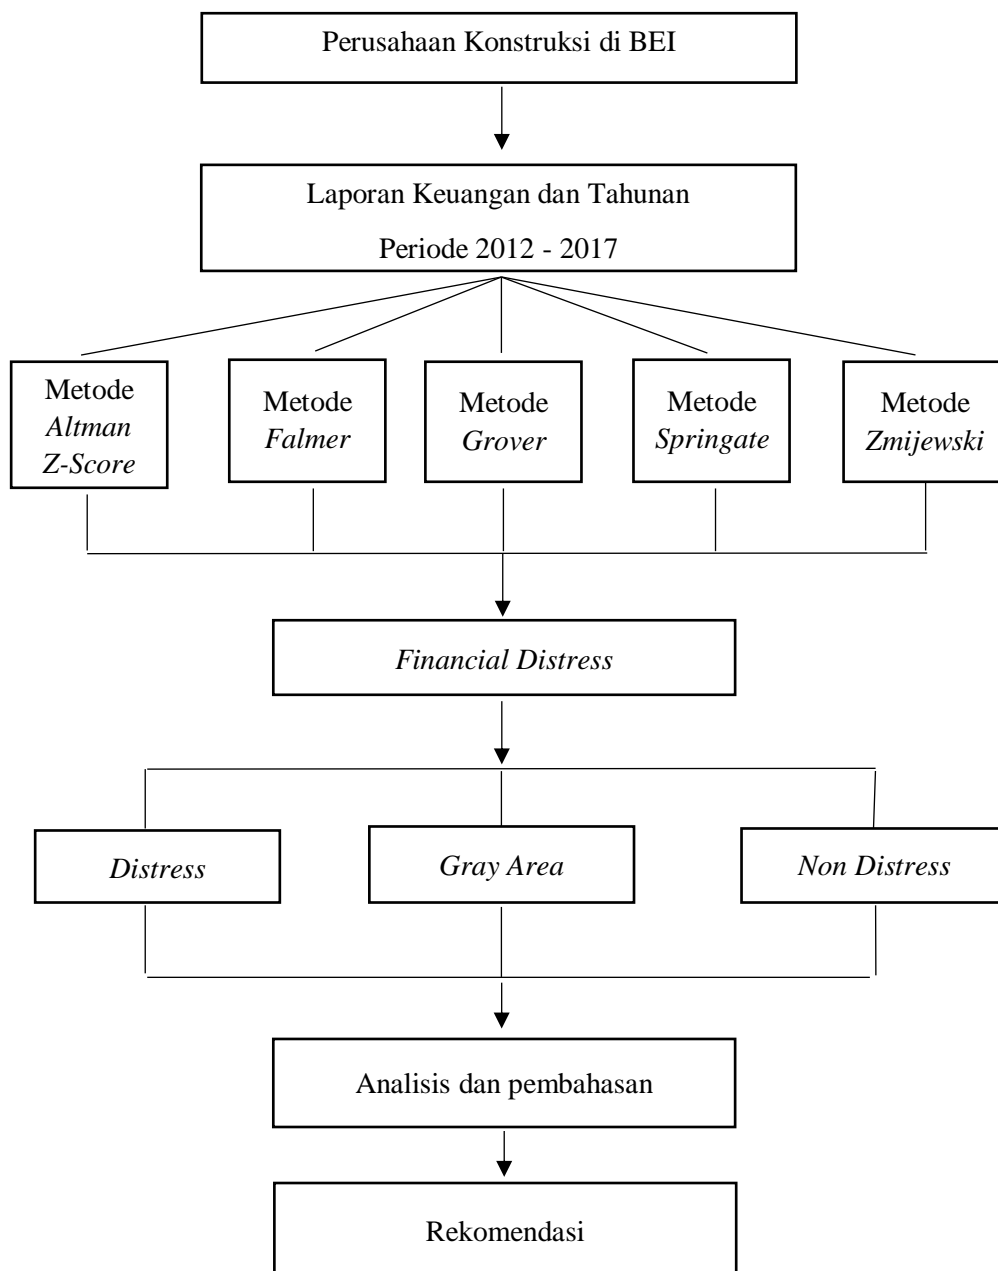 Perusahaan Konstruksi di BEI
Laporan Keuangan dan Tahunan
Periode 2012 - 2017
Metode
Altman
Z-Score
Metode
Falmer
Metode
Grover
Metode
Springate
Metode
Zmijewski
Financial Distress
Distress
Gray Area
Non Distress
Analisis dan pembahasan
Rekomendasi